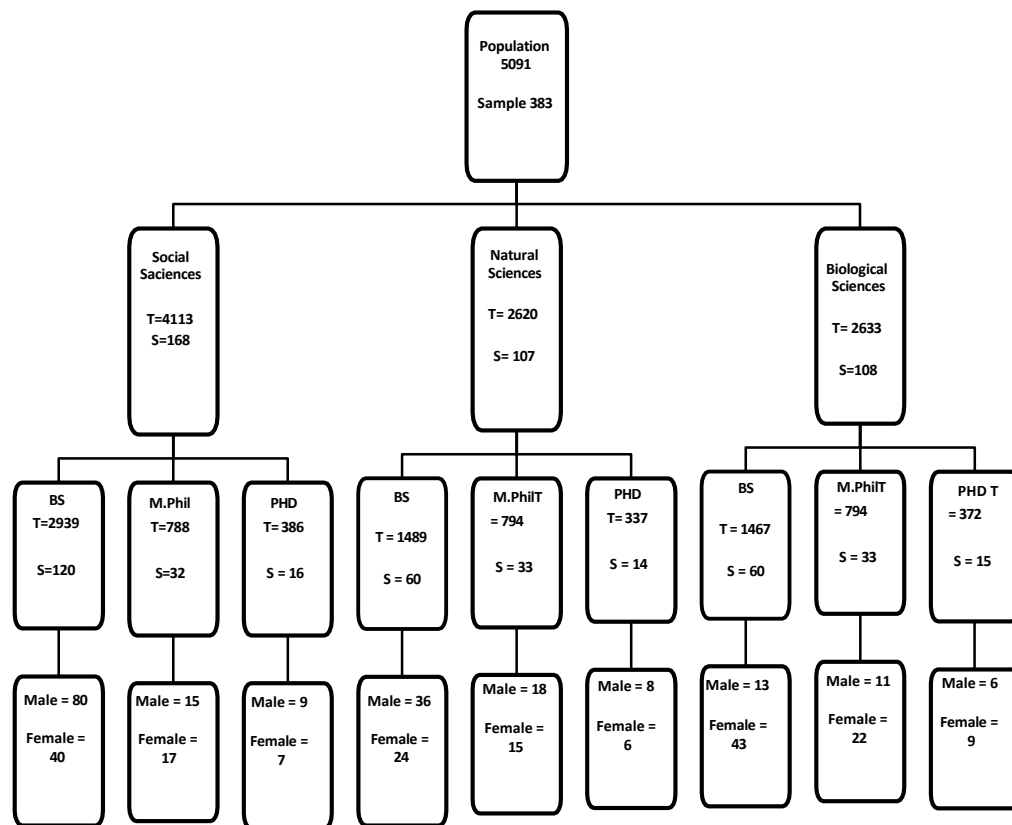 Population
5091
Sample 383
Social
Saciences
T=4113
S=168
Natural
Sciences
T= 2620
S= 107
Biological
Sciences
T= 2633
S=108
BS
T=2939
S=120
M.Phil
T=788
S=32
PHD
T=386
S = 16
BS
T = 1489
S = 60
M.PhilT
= 794
S = 33
PHD
T= 337
S = 14
BS
T = 1467
S = 60
M.PhilT
= 794
S = 33
PHD T
= 372
S = 15
Male = 80
Female =
40
Male = 15
Female =
17
Male = 9
Female =
7
Male = 36
Female =
24
Male = 18
Female =
15
Male = 8
Female =
6
Male = 13
Female =
43
Male = 11
Female =
22
Male = 6
Female =
9